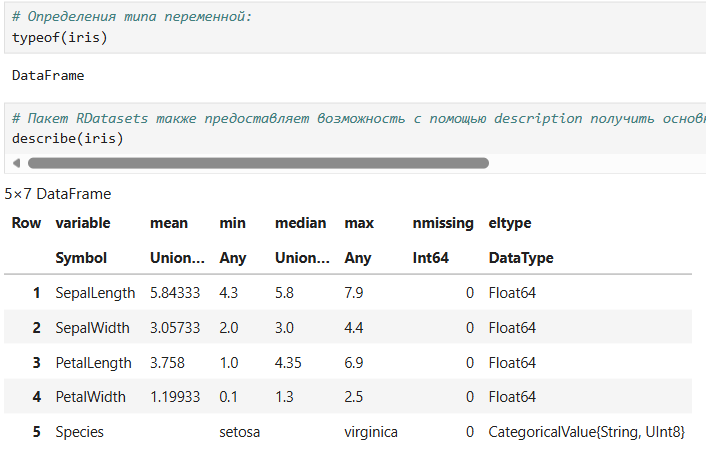 # Определения типа переменной:
typeof(iris)
DataFrame
# Пакет RDatasets также предоставляет возможность с помощью description получить
describe(iris)
5×7 DataFrame
Row variable mean min median max nmissing eltype
Symbol Union… Any Union… Any Int64 DataType
1 SepalLength 5.84333 4.3 5.8 7.9 0 Float64
2 SepalWidth 3.05733 2.0 3.0 4.4 0 Float64
3 PetalLength 3.758 1.0 4.35 6.9 0 Float64
4 PetalWidth 1.19933 0.1 1.3 2.5 0 Float64
5 Species setosa virginica 0 CategoricalValue{String, UInt8}